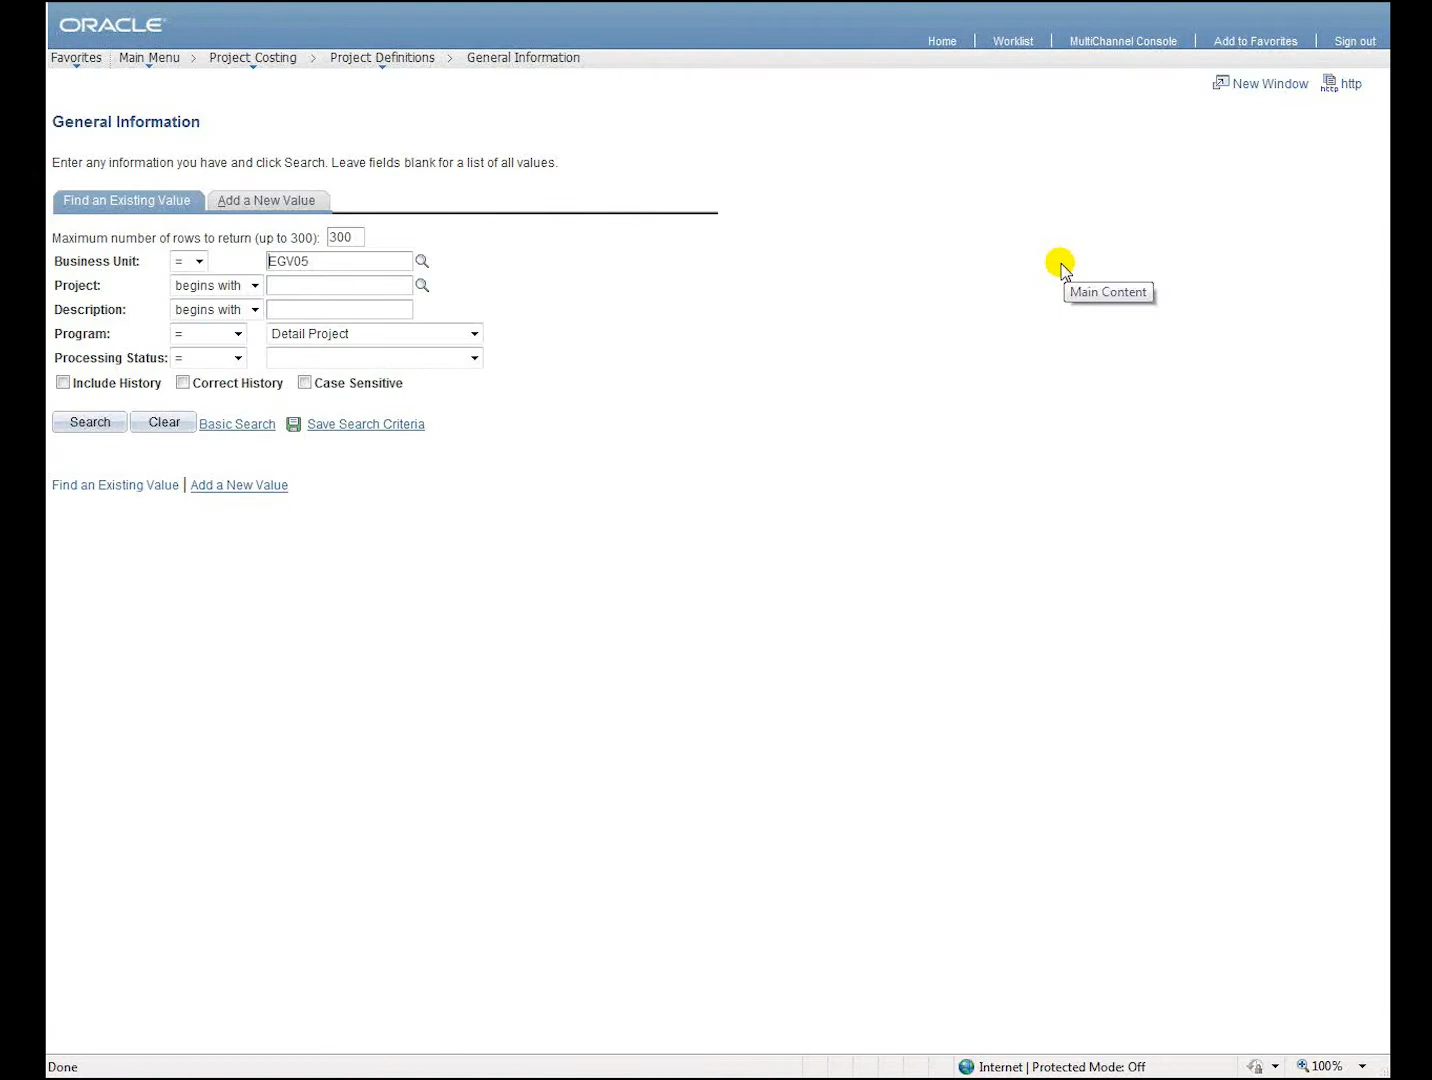 ORACLE
Home Worklist MultiChannel Console Add to Favorites Sign out
Favorites Main Menu > Project Costing > Project Definitions > General Information
New Window http
General Information
Enter any information you have and click Search. Leave fields blank for a list of all values.
Find an Existing Value Add a New Value
Maximum number of rows to return (up to 300): 300
Business Unit: = EGV05
Project: begins with
Main Content
Description: begins with
Program: = Detail Project
Processing Status: =
Include History Correct History Case Sensitive
Search Clear Basic Search Save Search Criteria
Find an Existing Value | Add a New Value
Done Internet | Protected Mode: Off 100%